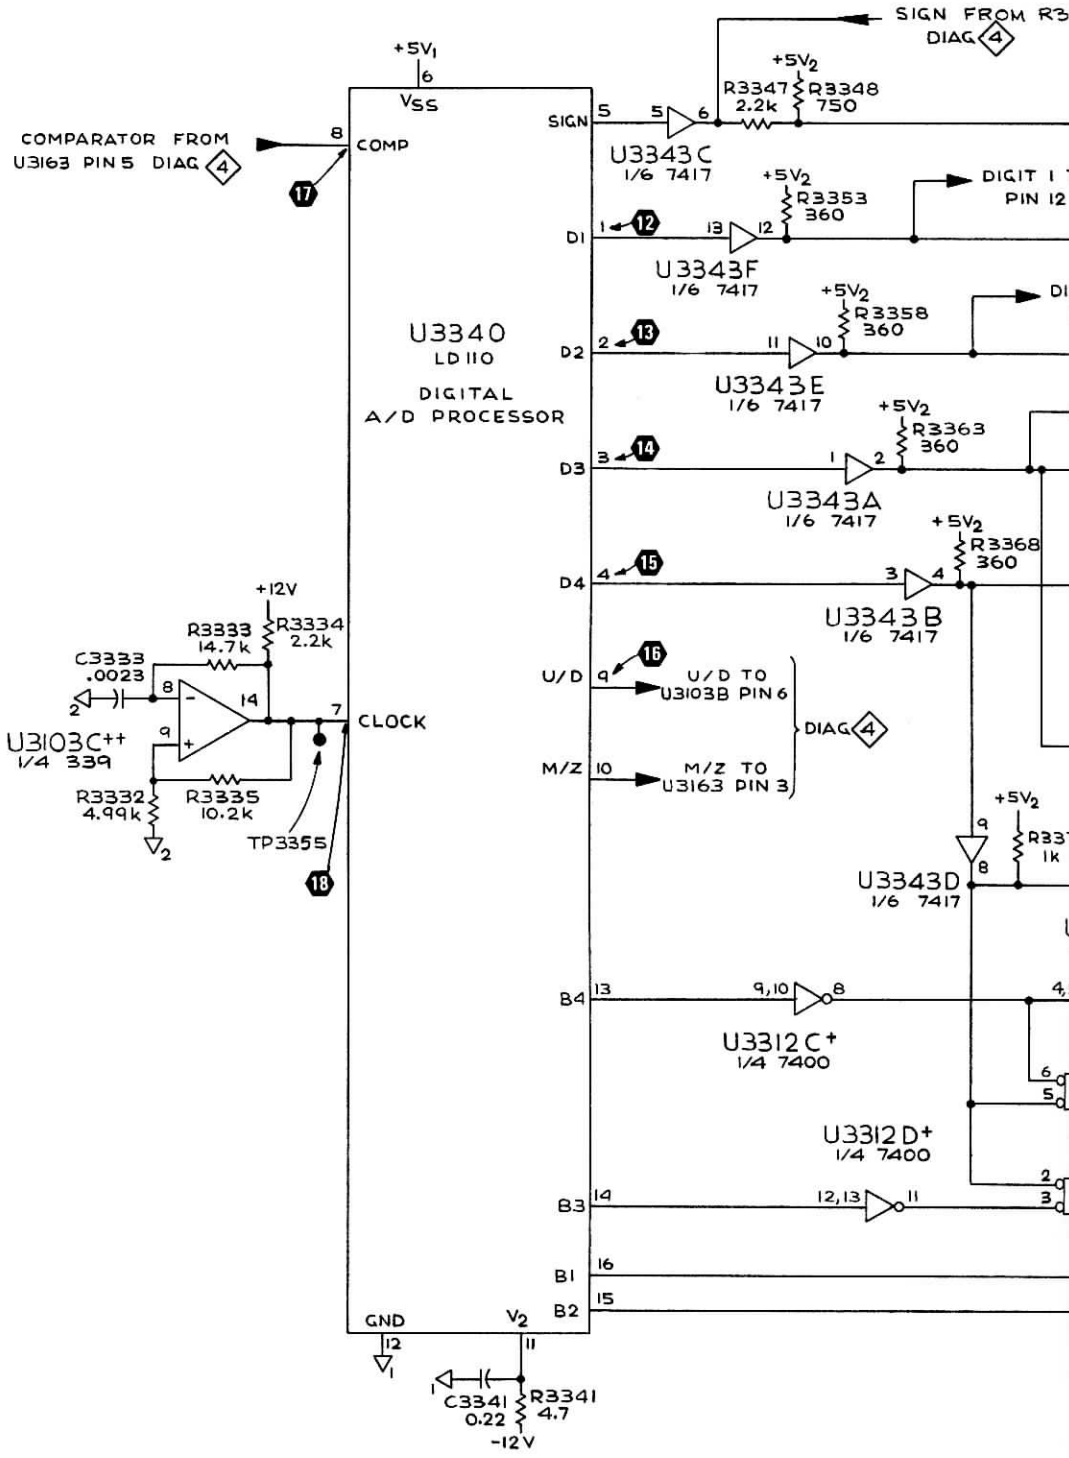 SIGN FROM R3
DIAG 4
+5V1
6
VSS
+5V2
R3347
2.2k
R3348
750
SIGN
5
5
6
COMPARATOR FROM
U3163 PIN 5 DIAG 4
8
COMP
17
U3343C
1/6 7417
+5V2
R3353
360
DIGIT 1
PIN 12
D1
1
12
13
12
U3343F
1/6 7417
+5V2
R3358
360
U3340
LD110
DIGITAL
A/D PROCESSOR
D2
2
13
11
10
U3343E
1/6 7417
+5V2
R3363
360
D3
3
14
1
2
U3343A
1/6 7417
+5V2
R3368
360
D4
4
15
3
4
U3343B
1/6 7417
+12V
R3333
14.7k
R3334
2.2k
C3333
.0023
2
8
-
14
9
+
U3103C++
1/4 339
R3332
4.99k
2
R3335
10.2k
TP3355
7
CLOCK
18
U/D
9
16
U/D TO
U3103B PIN 6
DIAG 4
M/Z
10
M/Z TO
U3163 PIN 3
+5V2
R33
1k
9
8
U3343D
1/6 7417
B4
13
9,10
8
4,
U3312C+
1/4 7400
6
5
U3312D+
1/4 7400
2
3
B3
14
12,13
11
B1
16
B2
15
GND
12
1
V2
11
1
C3341
0.22
R3341
4.7
-12V